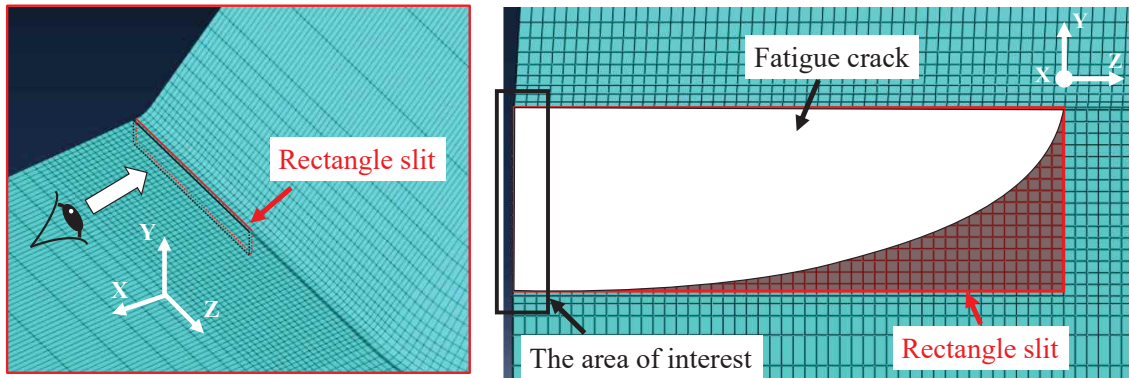 Rectangle slit
Y
X
Z
Fatigue crack
Y
X
Z
The area of interest
Rectangle slit